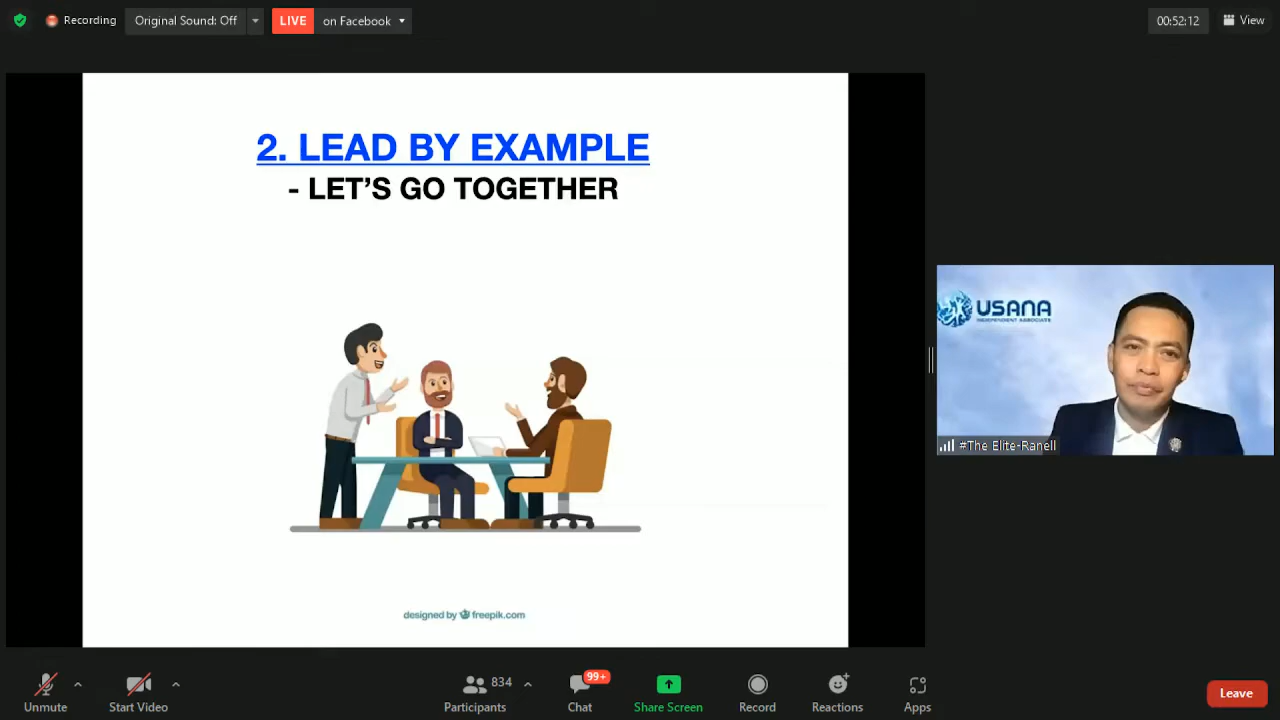 Recording
Original Sound: Off
LIVE on Facebook
00:52:12
View
2. LEAD BY EXAMPLE
- LET'S GO TOGETHER
designed by freepik.com
USANA
INDEPENDENT ASSOCIATE
#The Elite-Ranell
Unmute
Start Video
834
Participants
99+
Chat
Share Screen
Record
Reactions
Apps
Leave